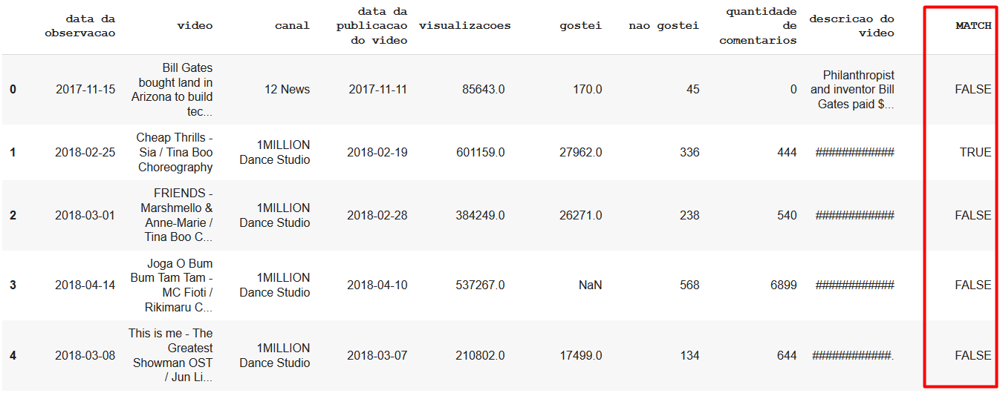 data da observacao video canal data da publicacao do video visualizacoes gostei nao gostei quantidade de comentarios descricao do video MATCH
0 2017-11-15 Bill Gates bought land in Arizona to build tec... 12 News 2017-11-11 85643.0 170.0 45 0 Philanthropist and inventor Bill Gates paid $... FALSE
1 2018-02-25 Cheap Thrills - Sia / Tina Boo Choreography 1MILLION Dance Studio 2018-02-19 601159.0 27962.0 336 444 ############ TRUE
2 2018-03-01 FRIENDS - Marshmello & Anne-Marie / Tina Boo C... 1MILLION Dance Studio 2018-02-28 384249.0 26271.0 238 540 ############ FALSE
3 2018-04-14 Joga O Bum Bum Tam Tam - MC Fioti / Rikimaru C... 1MILLION Dance Studio 2018-04-10 537267.0 NaN 568 6899 ############ FALSE
4 2018-03-08 This is me - The Greatest Showman OST / Jun Li... 1MILLION Dance Studio 2018-03-07 210802.0 17499.0 134 644 ############. FALSE